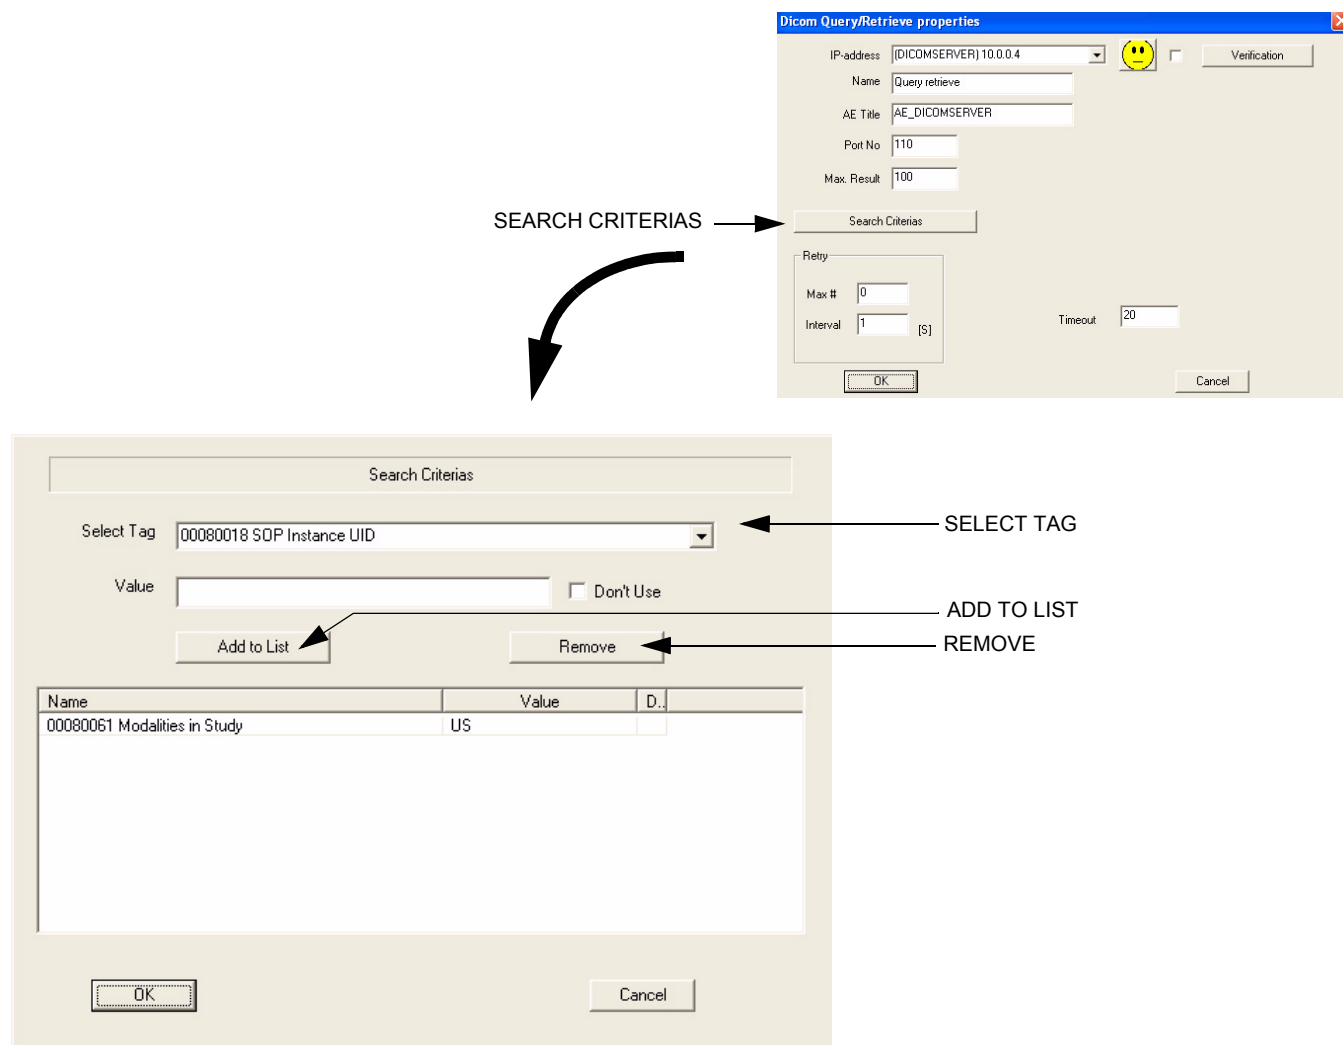 Dicom Query/Retrieve properties
IP-address (DICOMSERVER) 10.0.0.4 Verification
Name Query retrieve
AE Title AE_DICOMSERVER
Port No 110
Max. Result 100
SEARCH CRITERIAS Search Criterias
Retry
Max # 0
Interval 1 [S] Timeout 20
OK Cancel
Search Criterias
Select Tag 00080018 SOP Instance UID SELECT TAG
Value Don't Use
ADD TO LIST
Add to List Remove REMOVE
Name Value D..
00080061 Modalities in Study US
OK Cancel